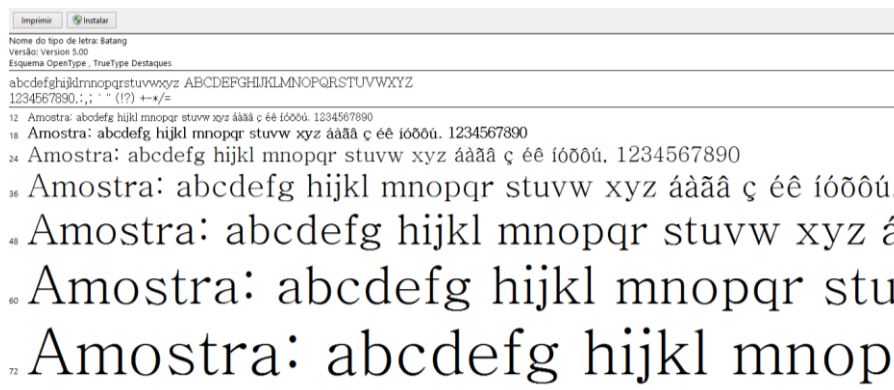 Imprimir Instalar
Nome do tipo de letra: Batang
Versão: Version 5.00
Esquema OpenType , TrueType Destaques
abcdefghijklmnopqrstuvwxyz ABCDEFGHIJKLMNOPQRSTUVWXYZ
1234567890.:,; ' " (!?) +-*/=
12 Amostra: abcdefg hijkl mnopqr stuvw xyz áàãâ ç éê íóõôú. 1234567890
18 Amostra: abcdefg hijkl mnopqr stuvw xyz áàãâ ç éê íóõôú. 1234567890
24 Amostra: abcdefg hijkl mnopqr stuvw xyz áàãâ ç éê íóõôú. 1234567890
36 Amostra: abcdefg hijkl mnopqr stuvw xyz áàãâ ç éê íóõôú.
48 Amostra: abcdefg hijkl mnopqr stuvw xyz á
60 Amostra: abcdefg hijkl mnopqr stu
72 Amostra: abcdefg hijkl mnop